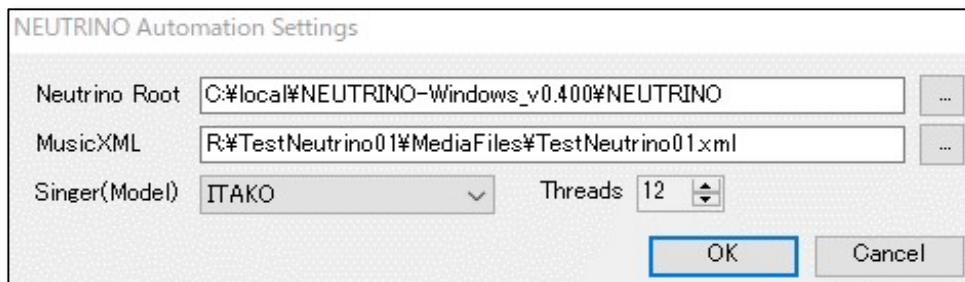 NEUTRINO Automation Settings
Neutrino Root C:¥local¥NEUTRINO-Windows_v0.400¥NEUTRINO ...
MusicXML R:¥TestNeutrino01¥MediaFiles¥TestNeutrino01.xml ...
Singer(Model) ITAKO Threads 12
OK Cancel